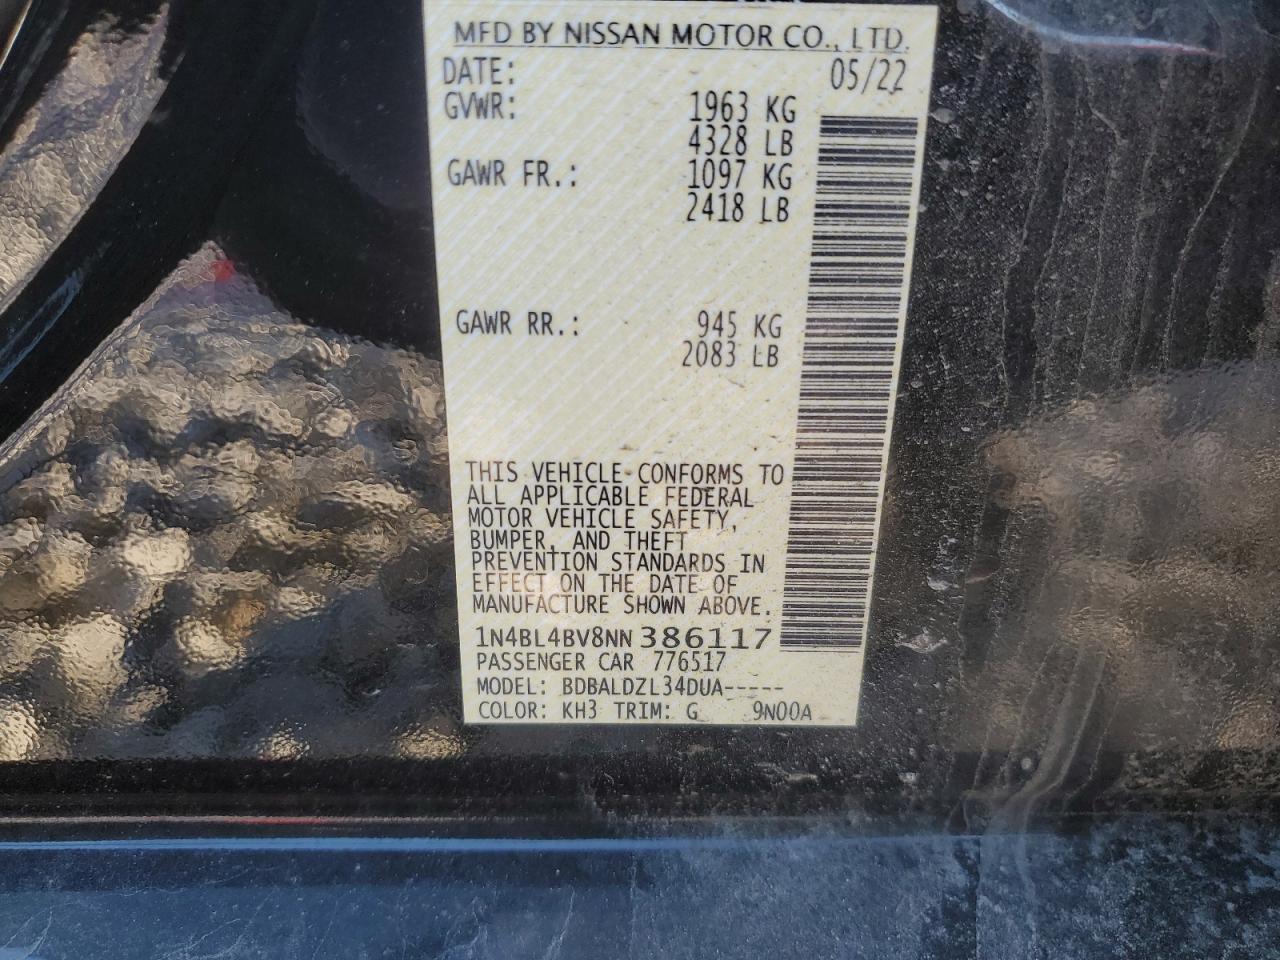 MFD BY NISSAN MOTOR CO., LTD.
DATE: 05/22
GVWR: 1963 KG
4328 LB
GAWR FR.: 1097 KG
2418 LB
GAWR RR.: 945 KG
2083 LB
THIS VEHICLE CONFORMS TO
ALL APPLICABLE FEDERAL
MOTOR VEHICLE SAFETY,
BUMPER, AND THEFT
PREVENTION STANDARDS IN
EFFECT ON THE DATE OF
MANUFACTURE SHOWN ABOVE.
1N4BL4BV8NN386117
PASSENGER CAR 776517
MODEL: BDBALDZL34DUA-----
COLOR: KH3 TRIM: G 9N00A